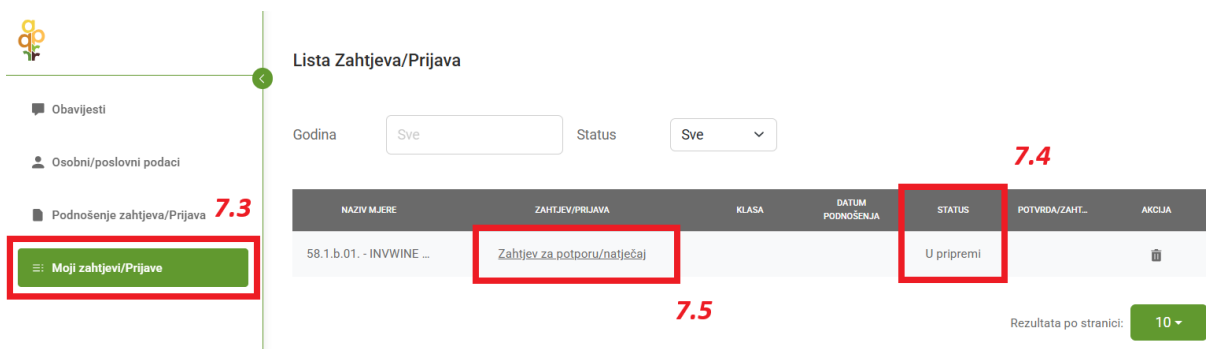 Lista Zahtjeva/Prijava
Obavijesti
Osobni/poslovni podaci
Podnošenje zahtjeva/Prijava
7.3
Moji zahtjevi/Prijave
Godina Sve Status Sve
7.4
NAZIV MJERE ZAHTJEV/PRIJAVA KLASA DATUM PODNOŠENJA STATUS POTVRDA/ZAHT... AKCIJA
58.1.b.01. - INVWINE ... Zahtjev za potporu/natječaj U pripremi
7.5
Rezultata po stranici: 10